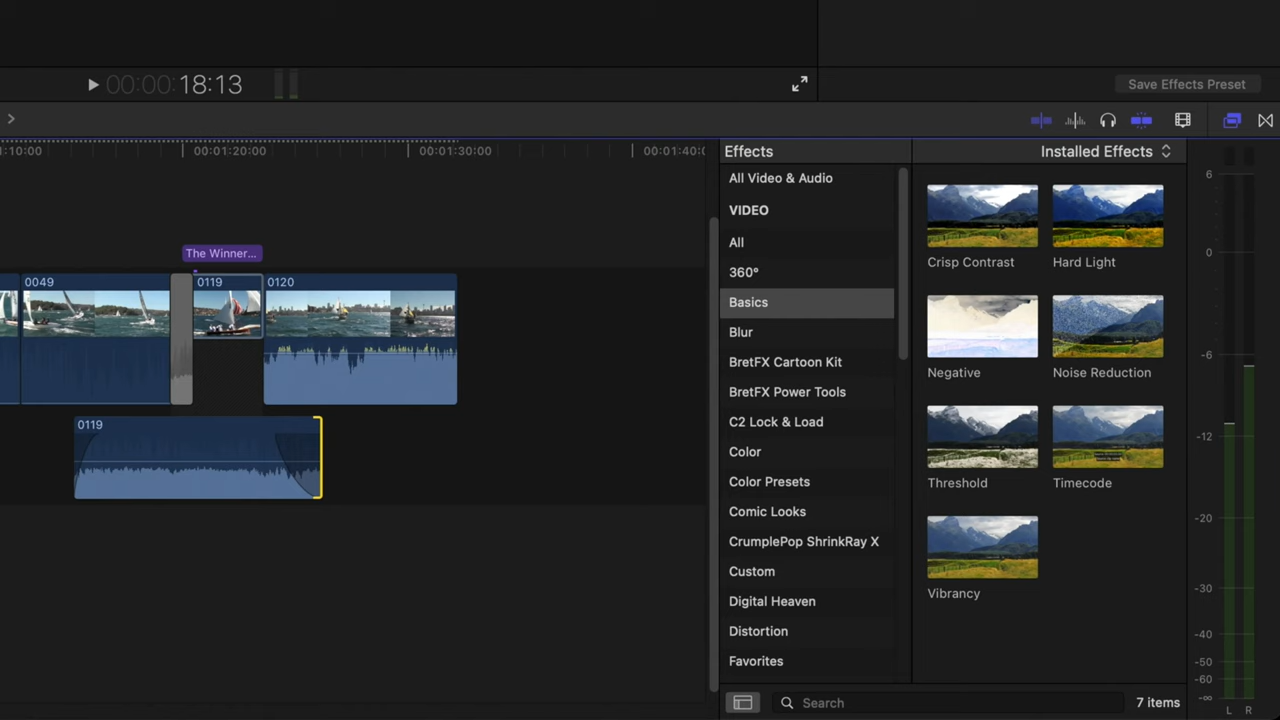 00:00:18:13
Save Effects Preset
:10:00
00:01:20:00
00:01:30:00
00:01:40:0
Effects
Installed Effects
All Video & Audio
VIDEO
All
360°
Basics
Blur
BretFX Cartoon Kit
BretFX Power Tools
C2 Lock & Load
Color
Color Presets
Comic Looks
CrumplePop ShrinkRay X
Custom
Digital Heaven
Distortion
Favorites
Crisp Contrast
Hard Light
Negative
Noise Reduction
Threshold
Timecode
Vibrancy
The Winner...
0049
0119
0120
0119
Search
7 items
6
0
-6
-12
-20
-30
-40
-50
-60
-∞
L
R